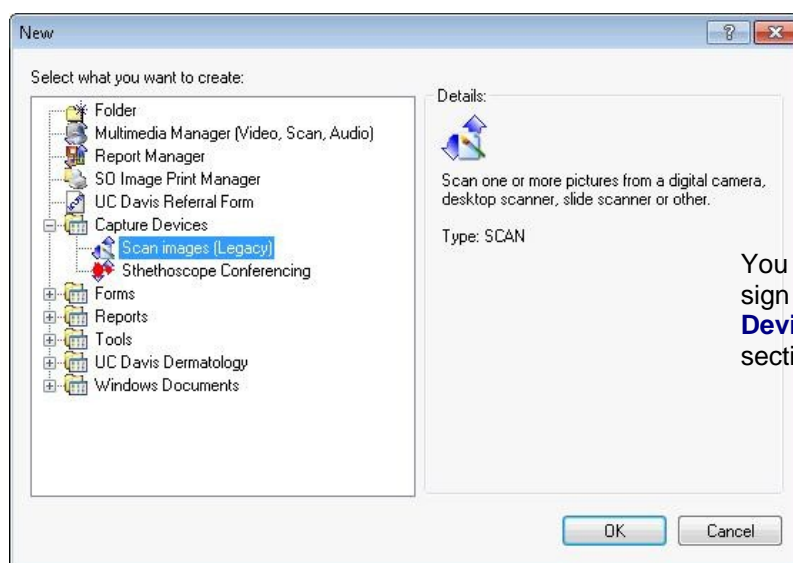 New
Select what you want to create:
Folder
Multimedia Manager (Video, Scan, Audio)
Report Manager
SO Image Print Manager
UC Davis Referral Form
Capture Devices
Scan images (Legacy)
Sthethoscope Conferencing
Forms
Reports
Tools
UC Davis Dermatology
Windows Documents
Details:
Scan one or more pictures from a digital camera,
desktop scanner, slide scanner or other.
Type: SCAN
OK
Cancel
You
sign